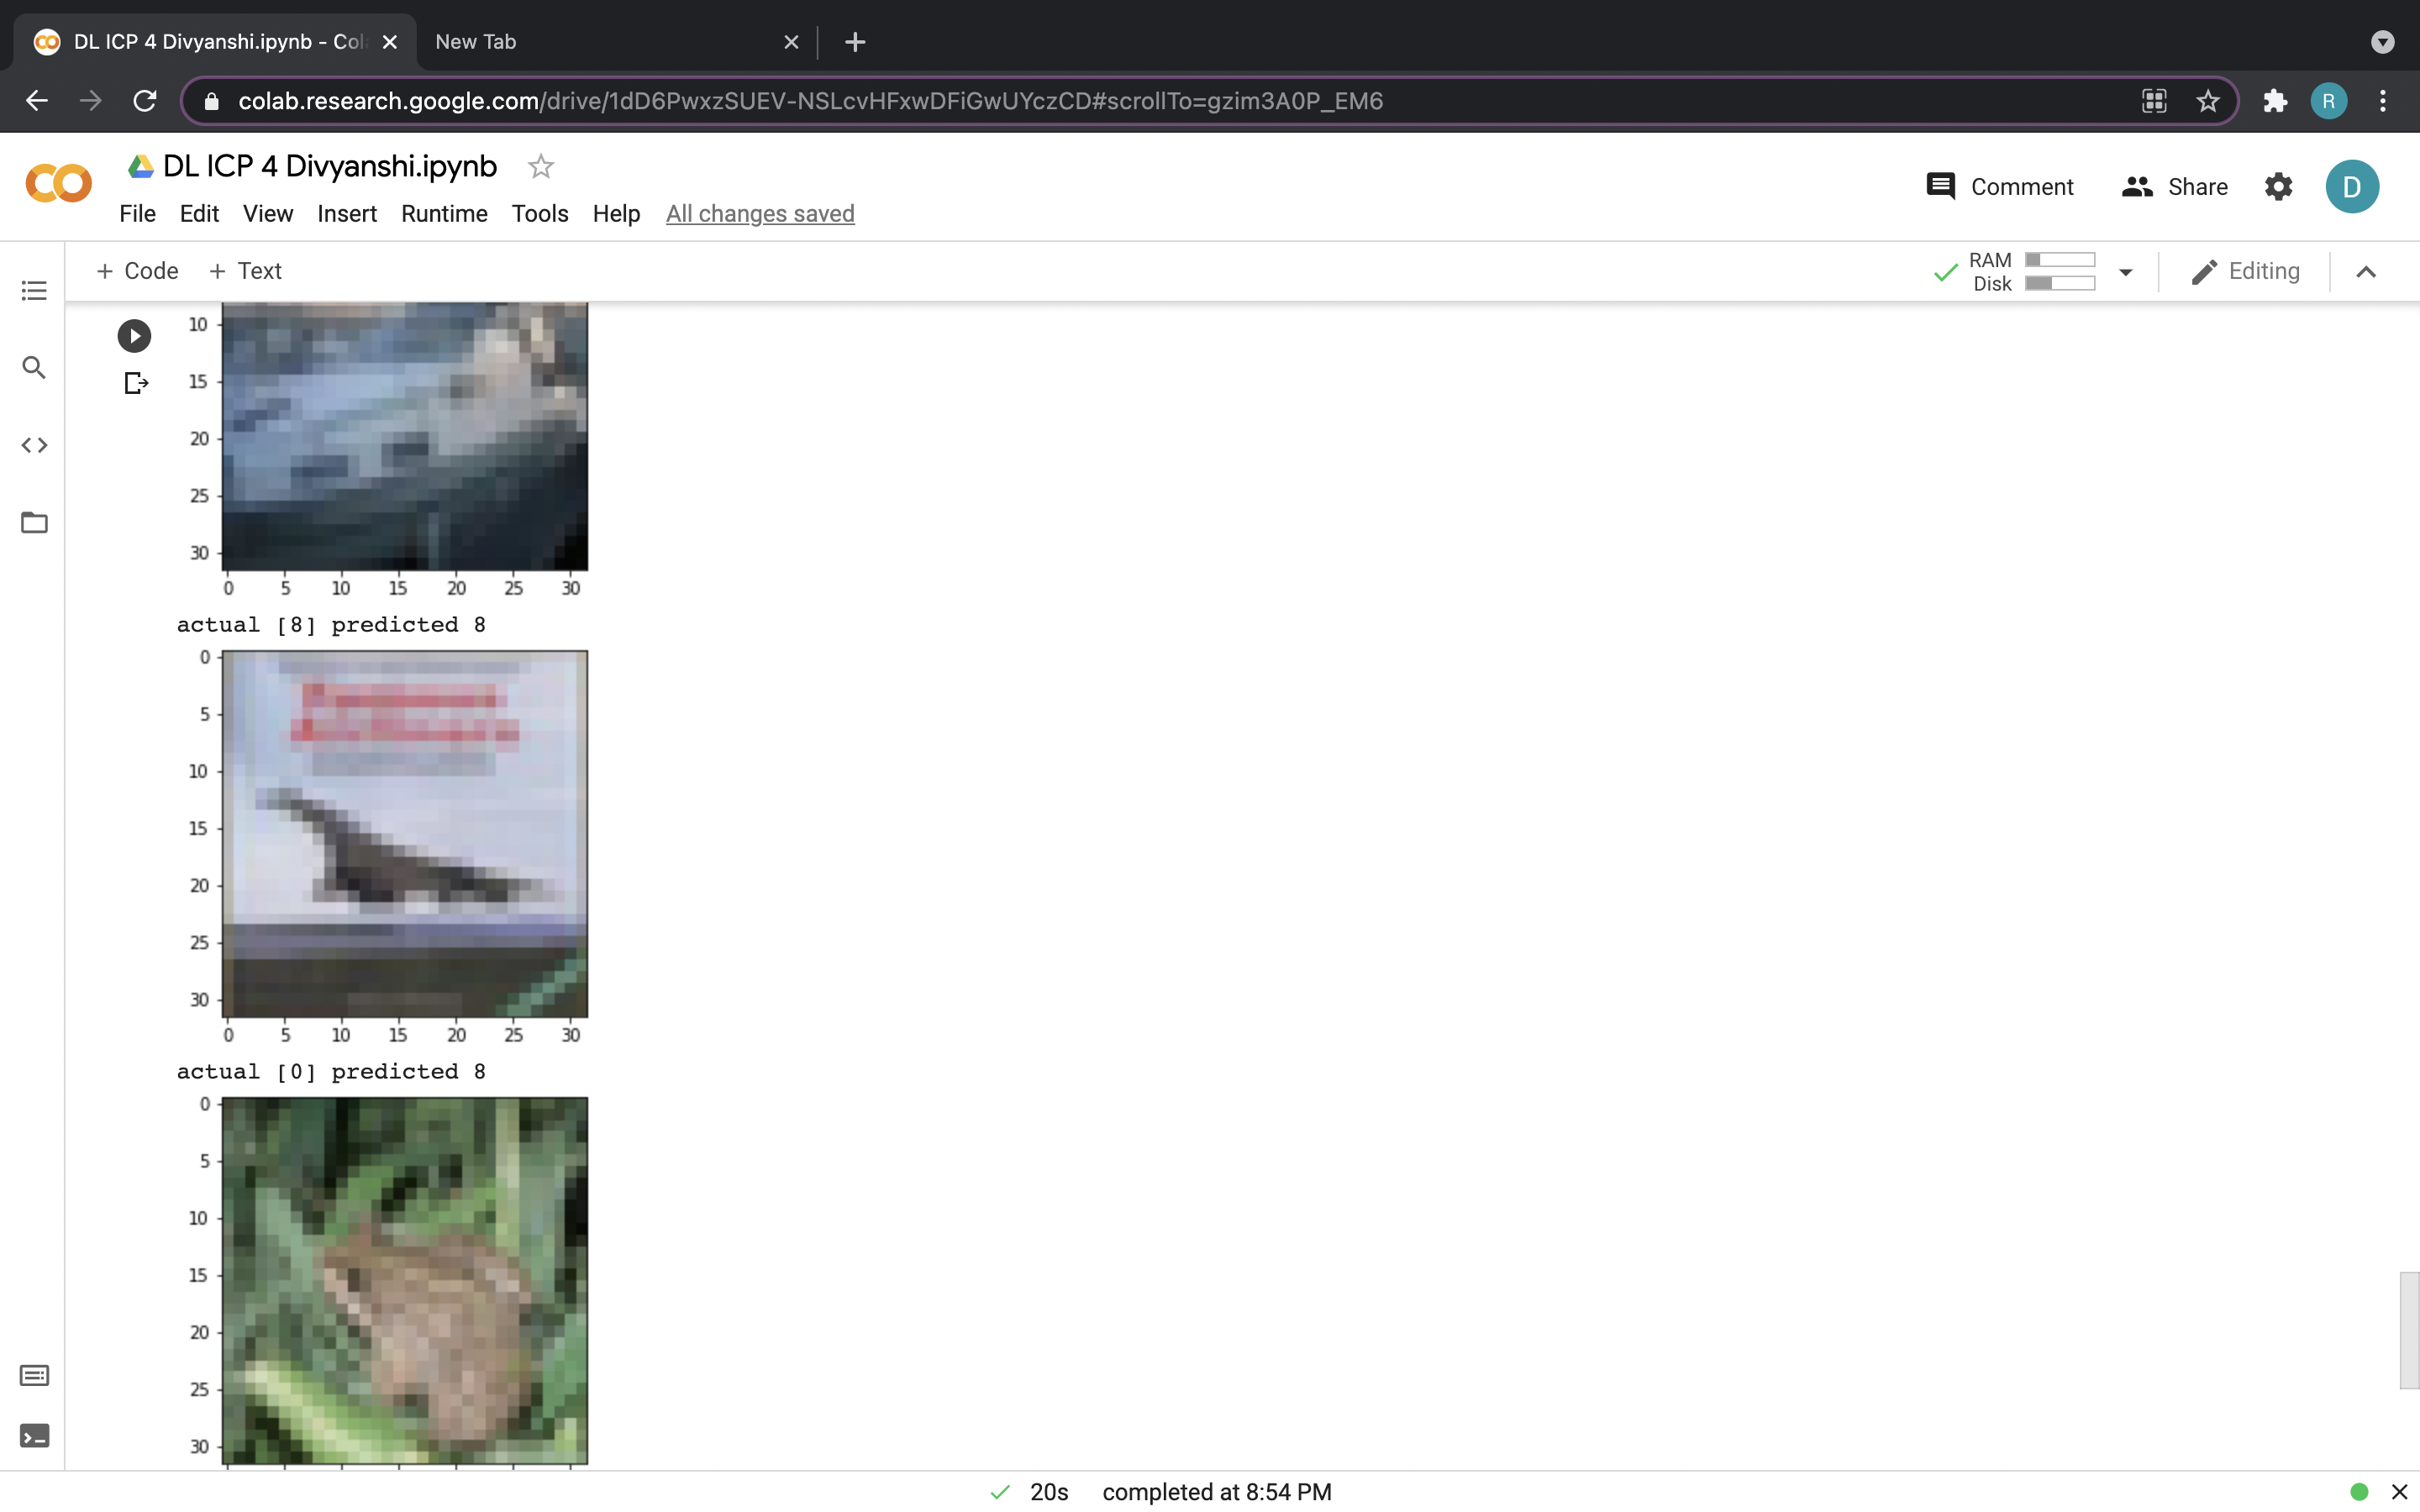 DL ICP 4 Divyanshi.ipynb - Col
New Tab
colab.research.google.com/drive/1dD6PwxzSUEV-NSLcvHFxwDFiGwUYczCD#scrollTo=gzim3A0P_EM6
R
DL ICP 4 Divyanshi.ipynb
File Edit View Insert Runtime Tools Help All changes saved
Comment Share D
+ Code + Text
RAM
Disk
Editing
10
15
20
25
30
0 5 10 15 20 25 30
actual [8] predicted 8
0
5
10
15
20
25
30
0 5 10 15 20 25 30
actual [0] predicted 8
0
5
10
15
20
25
30
20s completed at 8:54 PM